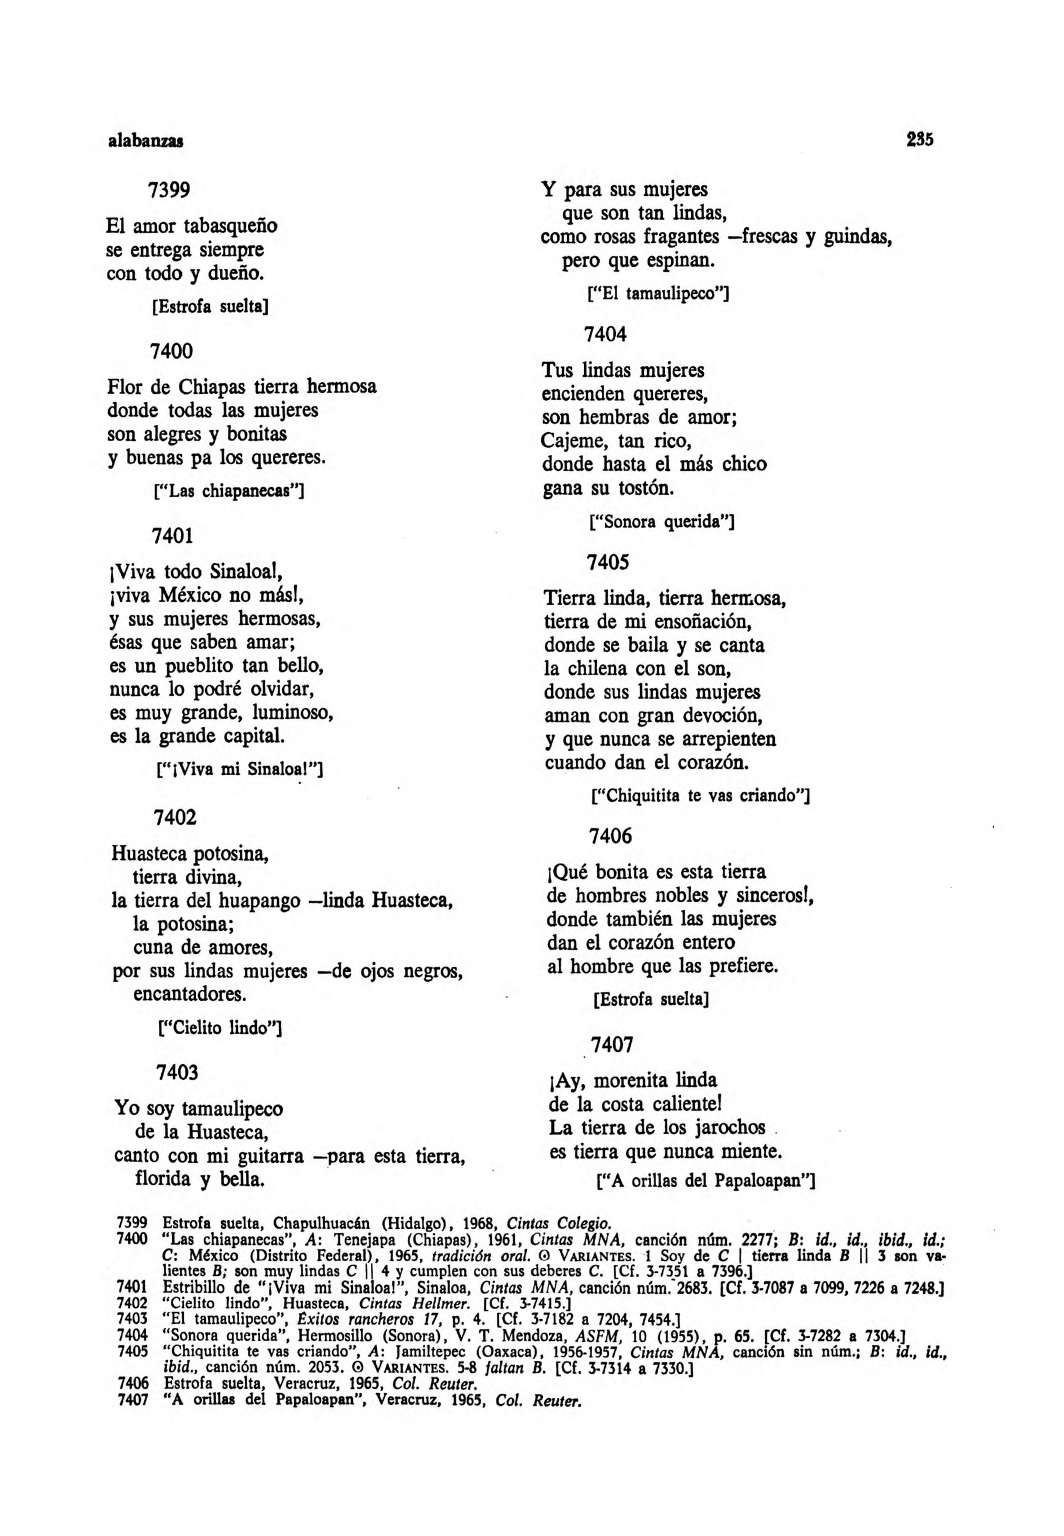 alabanzas
235
7399
El amor tabasqueño
se entrega siempre
con todo y dueño.
[Estrofa suelta]
7400
Flor de Chiapas tierra hermosa
donde todas las mujeres
son alegres y bonitas
y buenas pa los quereres.
[“Las chiapanecas”]
7401
¡Viva todo Sinaloa!,
¡viva México no más!,
y sus mujeres hermosas,
ésas que saben amar;
es un pueblito tan bello,
nunca lo podré olvidar,
es muy grande, luminoso,
es la grande capital.
[“¡Viva mi Sinaloa!”]
7402
Huasteca potosina,
tierra divina,
la tierra del huapango —linda Huasteca,
la potosina;
cuna de amores,
por sus lindas mujeres —de ojos negros,
encantadores.
[“Cielito lindo”]
7403
Yo soy tamaulipeco
de la Huasteca,
canto con mi guitarra —para esta tierra,
florida y bella.
Y para sus mujeres
que son tan lindas,
como rosas fragantes —frescas y guindas,
pero que espinan.
[“El tamaulipeco”]
7404
Tus lindas mujeres
encienden quereres,
son hembras de amor;
Cajeme, tan rico,
donde hasta el más chico
gana su tostón.
[“Sonora querida”]
7405
Tierra linda, tierra hermosa,
tierra de mi ensoñación,
donde se baila y se canta
la chilena con el son,
donde sus lindas mujeres
aman con gran devoción,
y que nunca se arrepienten
cuando dan el corazón.
[“Chiquitita te vas criando”]
7406
¡Qué bonita es esta tierra
de hombres nobles y sinceros!,
donde también las mujeres
dan el corazón entero
al hombre que las prefiere.
[Estrofa suelta]
7407
¡Ay, morenita linda
de la costa caliente!
La tierra de los jarochos
es tierra que nunca miente.
[“A orillas del Papaloapan”]
7399 Estrofa suelta, Chapulhuacán (Hidalgo), 1968, Cintas Colegio.
7400 “Las chiapanecas”, A: Tenejapa (Chiapas), 1961, Cintas MNA, canción núm. 2277; B: id., id., ibid., id.;
C: México (Distrito Federal), 1965, tradición oral. ⊙ VARIANTES. 1 Soy de C | tierra linda B || 3 son va-
lientes B; son muy lindas C || 4 y cumplen con sus deberes C. [Cf. 3-7351 a 7396.]
7401 Estribillo de “¡Viva mi Sinaloa!”, Sinaloa, Cintas MNA, canción núm. 2683. [Cf. 3-7087 a 7099, 7226 a 7248.]
7402 “Cielito lindo”, Huasteca, Cintas Hellmer. [Cf. 3-7415.]
7403 “El tamaulipeco”, Éxitos rancheros 17, p. 4. [Cf. 3-7182 a 7204, 7454.]
7404 “Sonora querida”, Hermosillo (Sonora), V. T. Mendoza, ASFM, 10 (1955), p. 65. [Cf. 3-7282 a 7304.]
7405 “Chiquitita te vas criando”, A: Jamiltepec (Oaxaca), 1956-1957, Cintas MNA, canción sin núm.; B: id., id.,
ibid., canción núm. 2053. ⊙ VARIANTES. 5-8 faltan B. [Cf. 3-7314 a 7330.]
7406 Estrofa suelta, Veracruz, 1965, Col. Reuter.
7407 “A orillas del Papaloapan”, Veracruz, 1965, Col. Reuter.